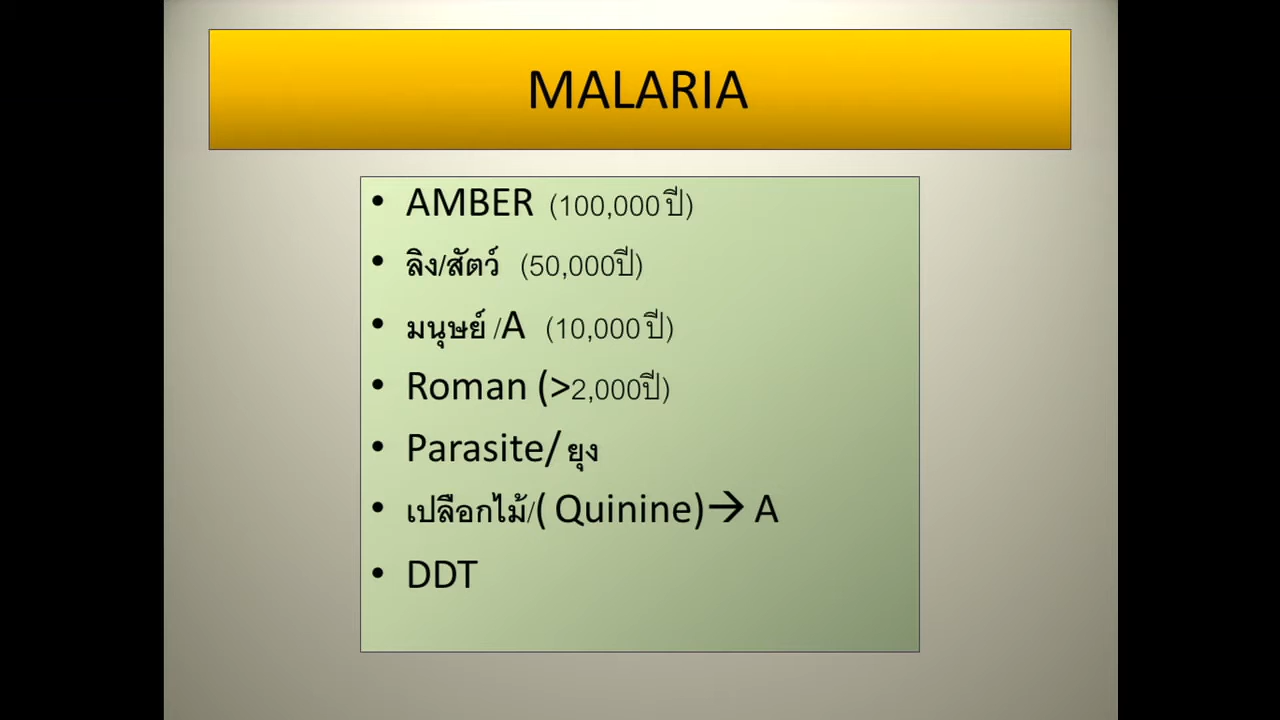 MALARIA
• AMBER (100,000ปี)
• ลิง/สัตว์ (50,000ปี)
• มนุษย์ /A (10,000ปี)
• Roman (>2,000ปี)
• Parasite/ ยุง
• เปลือกไม้/( Quinine)→ A
• DDT